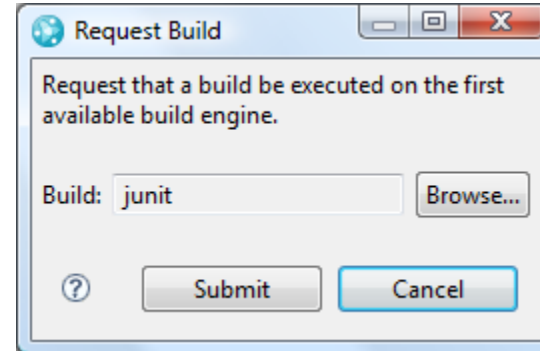 Request Build
Request that a build be executed on the first
available build engine.
Build: junit Browse...
Submit Cancel